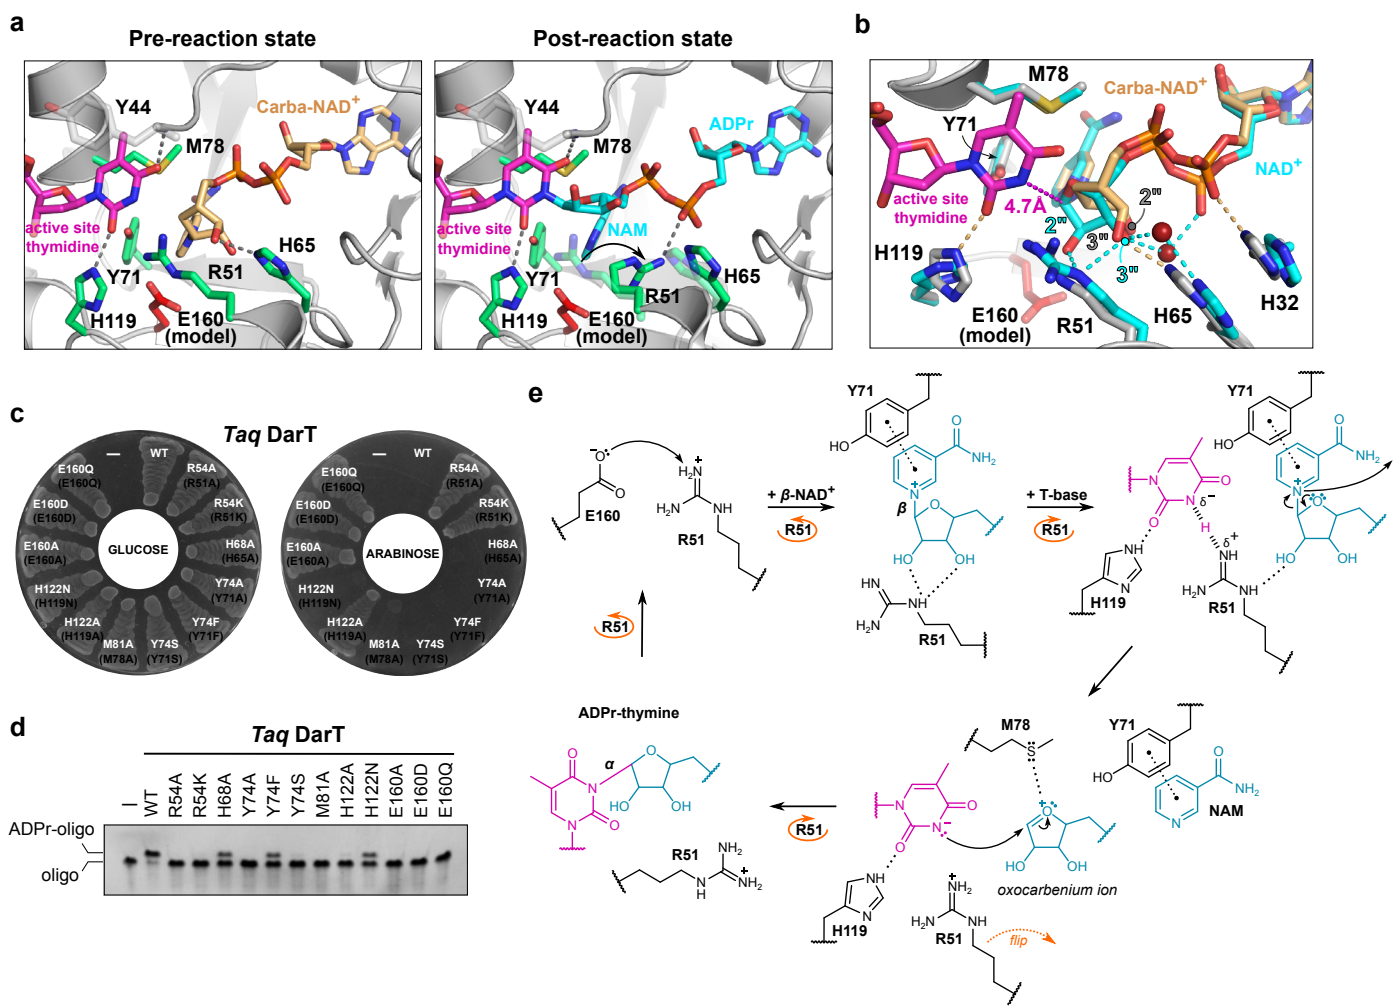 a
Pre-reaction state
Y44
Carba-NAD+
M78
active site
thymidine
H65
Y71
R51
H119
E160
(model)
Post-reaction state
Y44
ADPr
M78
active site
thymidine
NAM
H65
Y71
R51
H119
E160
(model)
b
M78
Carba-NAD+
Y71
NAD+
active site
thymidine
4.7Å
2"
2"
3"
3"
H119
H32
E160
(model)
R51
H65
c
Taq DarT
–
WT
E160Q
(E160Q)
R54A
(R51A)
E160D
(E160D)
R54K
(R51K)
GLUCOSE
E160A
(E160A)
H68A
(H65A)
H122N
(H119N)
Y74A
(Y71A)
H122A
(H119A)
Y74F
(Y71F)
M81A
(M78A)
Y74S
(Y71S)
–
WT
E160Q
(E160Q)
R54A
(R51A)
E160D
(E160D)
R54K
(R51K)
ARABINOSE
E160A
(E160A)
H68A
(H65A)
H122N
(H119N)
Y74A
(Y71A)
H122A
(H119A)
Y74F
(Y71F)
M81A
(M78A)
Y74S
(Y71S)
d
Taq DarT
–
WT
R54A
R54K
H68A
Y74A
Y74F
Y74S
M81A
H122A
H122N
E160A
E160D
E160Q
ADPr-oligo
oligo
e
O
O
E160
+
NH2
H2N
NH
R51
+ β-NAD+
R51
Y71
HO
O
NH2
N
+
β
O
OH
OH
NH
H2N
NH
R51
+ T-base
R51
O
N
N
δ-
O
H
δ+
NH
H2N
NH
R51
NH
N
H119
Y71
HO
O
NH2
N+
O
OH
OH
M78
S
Y71
HO
O
NH2
N
NAM
O
N
N
O
+
O
HO
OH
oxocarbenium ion
NH
N
H119
+
NH2
H2N
NH
R51
flip
R51
ADPr-thymine
O
α
N
O
N
O
HO
OH
R51
NH2
N
H
+
NH2
R51